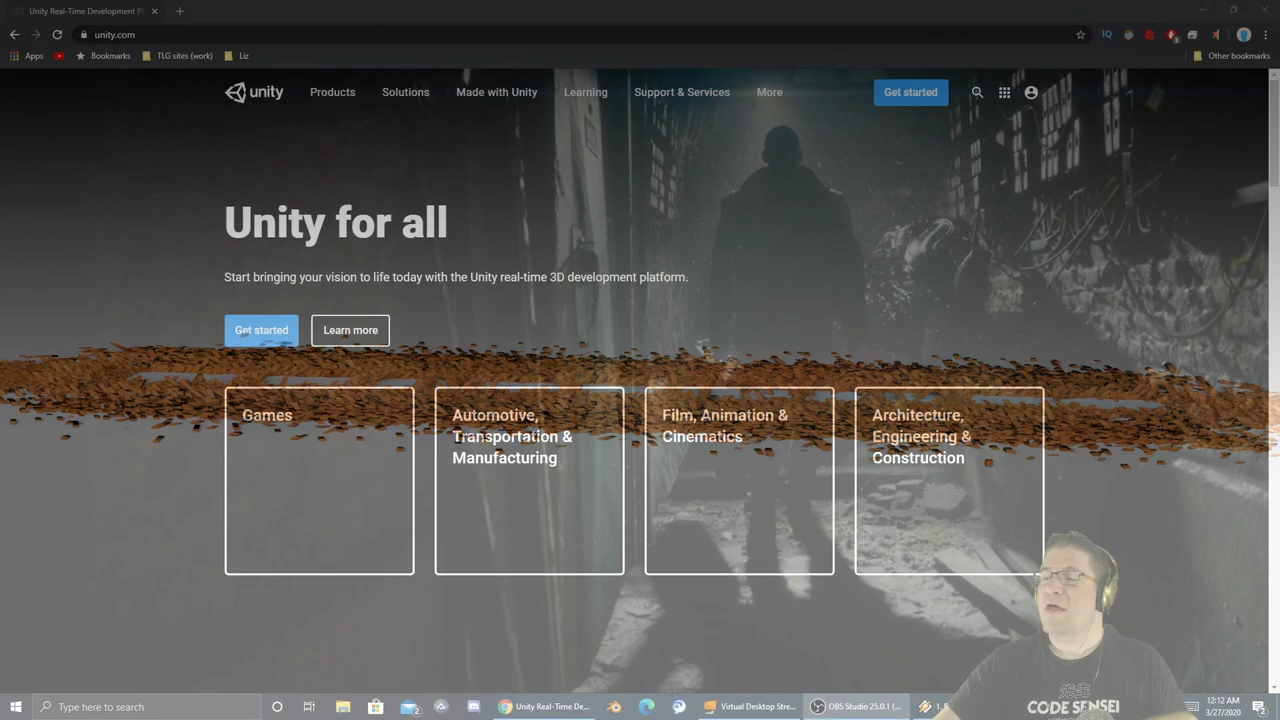 Unity Real-Time Development Pl
unity.com
Apps
Bookmarks
TLG sites (work)
Liz
Other bookmarks
unity
Products
Solutions
Made with Unity
Learning
Support & Services
More
Get started
Unity for all
Start bringing your vision to life today with the Unity real-time 3D development platform.
Get started
Learn more
Games
Automotive,
Transportation &
Manufacturing
Film, Animation &
Cinematics
Architecture,
Engineering &
Construction
先生
CODE SENSEI
Type here to search
2
Unity Real-Time De...
Virtual Desktop Stre...
OBS Studio 25.0.1 (...
12:12 AM
3/27/2020
2